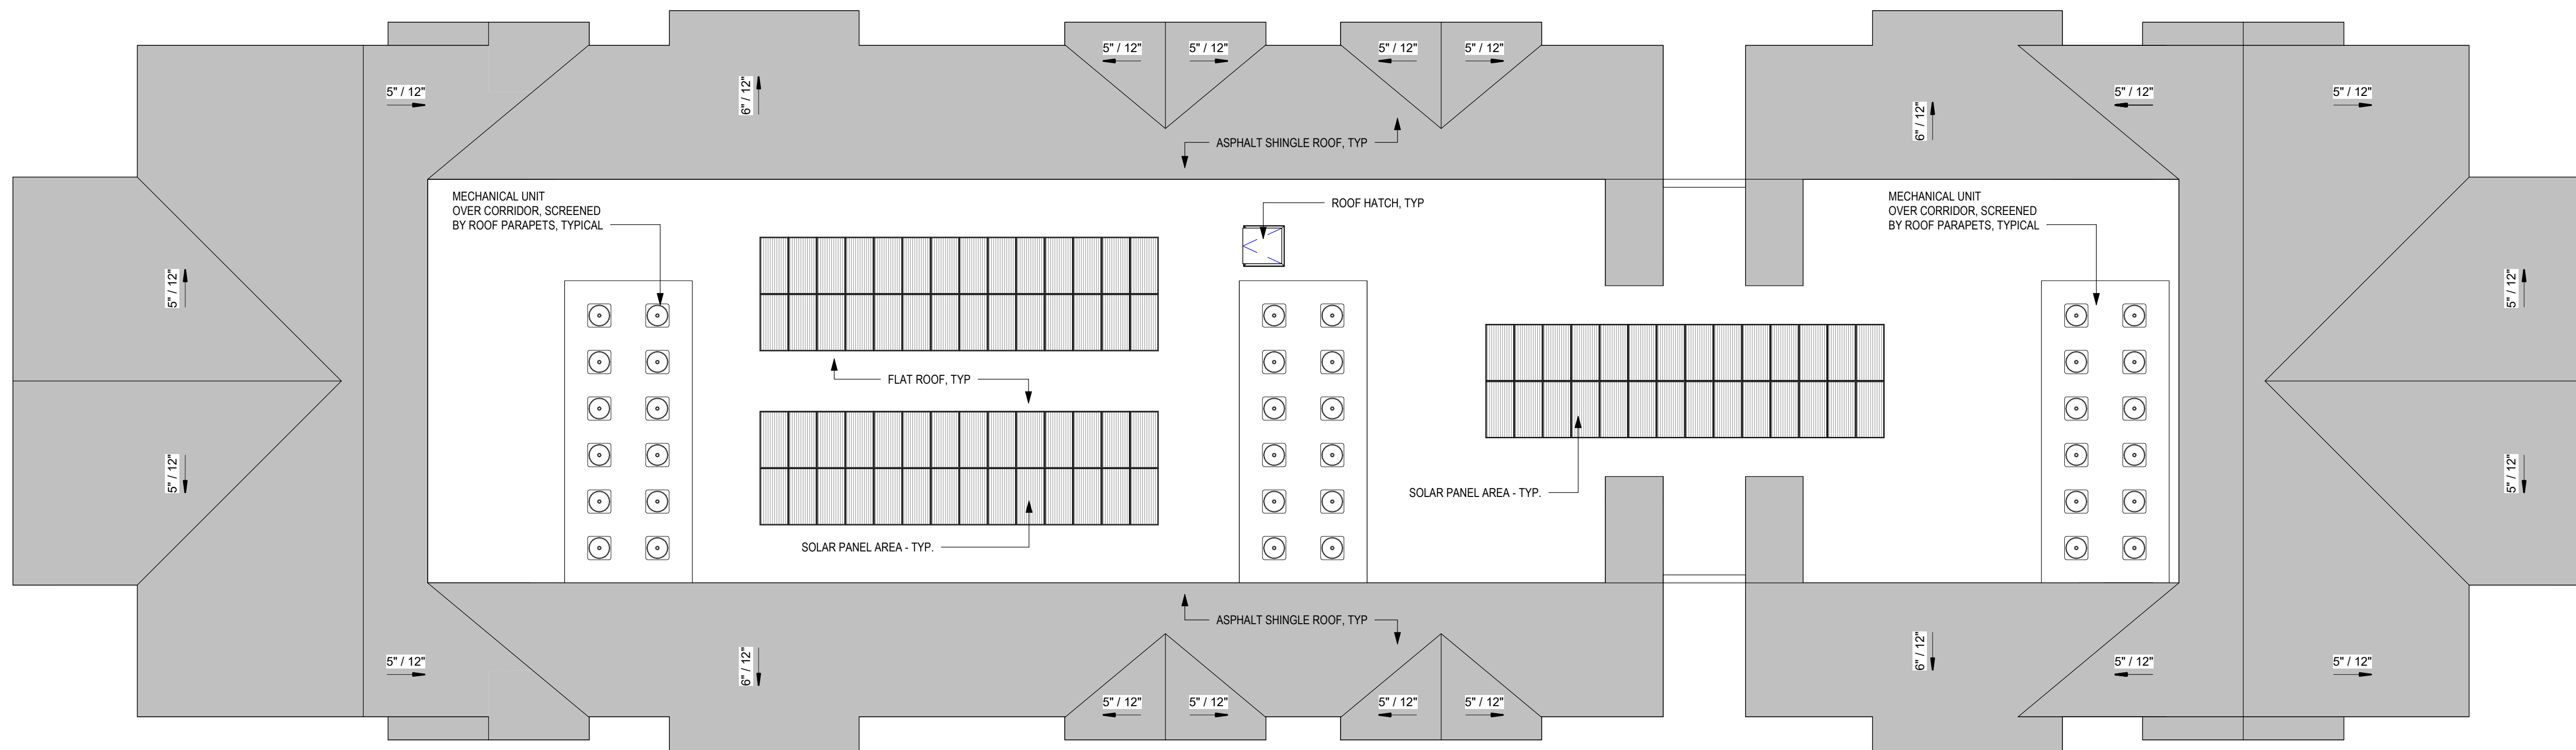 5" / 12"
5" / 12"
5" / 12"
5" / 12"
5" / 12"
5" / 12"
5" / 12"
6" / 12"
6" / 12"
ASPHALT SHINGLE ROOF, TYP
MECHANICAL UNIT
OVER CORRIDOR, SCREENED
BY ROOF PARAPETS, TYPICAL
ROOF HATCH, TYP
MECHANICAL UNIT
OVER CORRIDOR, SCREENED
BY ROOF PARAPETS, TYPICAL
5" / 12"
5" / 12"
FLAT ROOF, TYP
5" / 12"
SOLAR PANEL AREA - TYP.
5" / 12"
SOLAR PANEL AREA - TYP.
ASPHALT SHINGLE ROOF, TYP
5" / 12"
6" / 12"
6" / 12"
5" / 12"
5" / 12"
5" / 12"
5" / 12"
5" / 12"
5" / 12"
5" / 12"